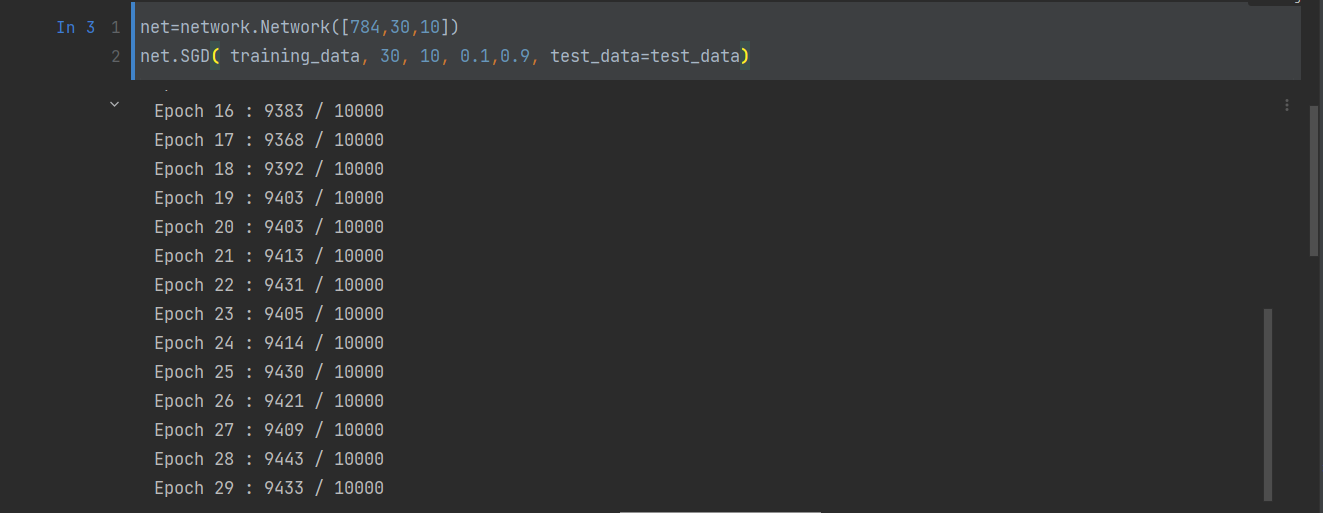 In 3 1 net=network.Network([784,30,10])
2 net.SGD( training_data, 30, 10, 0.1,0.9, test_data=test_data)
Epoch 16 : 9383 / 10000
Epoch 17 : 9368 / 10000
Epoch 18 : 9392 / 10000
Epoch 19 : 9403 / 10000
Epoch 20 : 9403 / 10000
Epoch 21 : 9413 / 10000
Epoch 22 : 9431 / 10000
Epoch 23 : 9405 / 10000
Epoch 24 : 9414 / 10000
Epoch 25 : 9430 / 10000
Epoch 26 : 9421 / 10000
Epoch 27 : 9409 / 10000
Epoch 28 : 9443 / 10000
Epoch 29 : 9433 / 10000